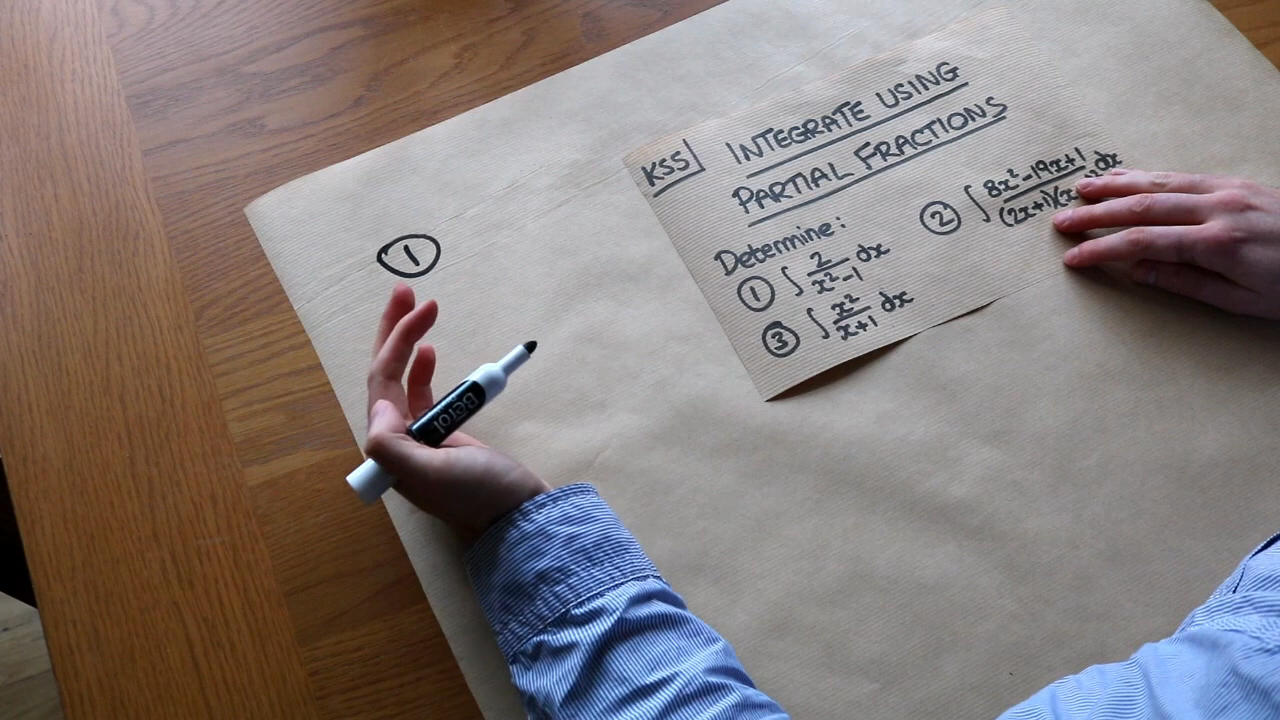 KS5
INTEGRATE USING
PARTIAL FRACTIONS
Determine:
① ∫ 2/(x²-1) dx
② ∫ (8x²-19x+1)/((2x+1)(x
dx
③ ∫ x²/(x+1) dx
①
Berol